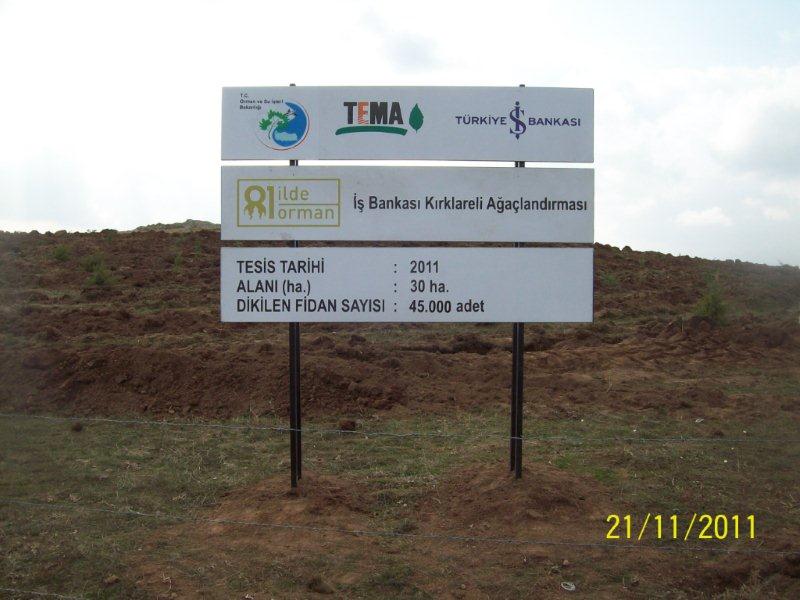 T.C.
Orman ve Su İşleri
Bakanlığı
TEMA
TÜRKİYE İŞ BANKASI
81 ilde
orman
İş Bankası Kırklareli Ağaçlandırması
TESİS TARİHİ : 2011
ALANI (ha.) : 30 ha.
DİKİLEN FİDAN SAYISI : 45.000 adet
21/11/2011